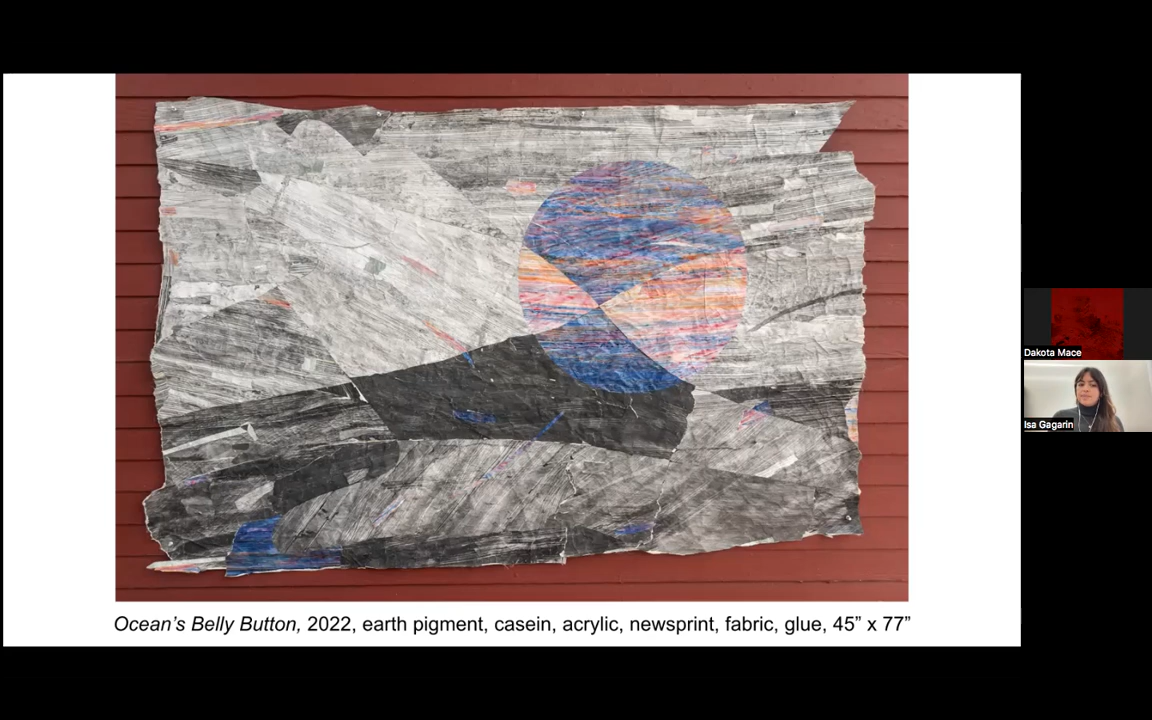 Ocean's Belly Button, 2022, earth pigment, casein, acrylic, newsprint, fabric, glue, 45” x 77”
Dakota Mace
Isa Gagarin